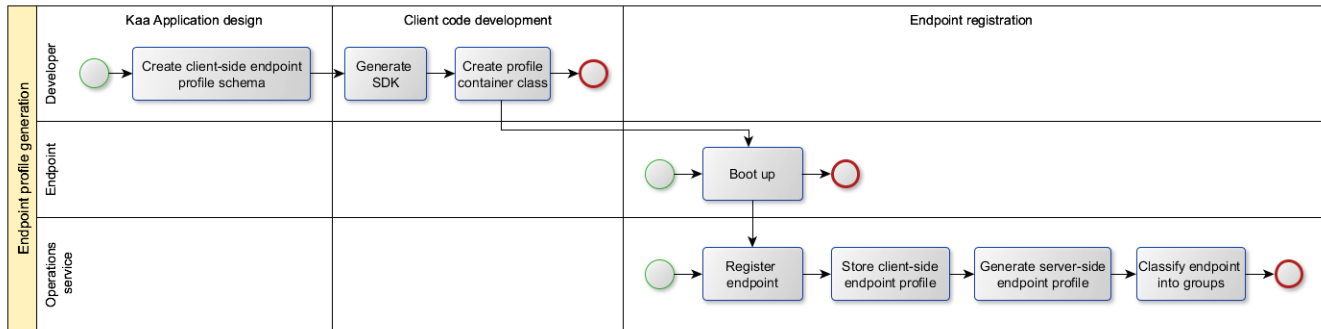 Endpoint profile generation
Kaa Application design
Client code development
Endpoint registration
Developer
Create client-side endpoint
profile schema
Generate
SDK
Create profile
container class
Endpoint
Boot up
Operations
service
Register
endpoint
Store client-side
endpoint profile
Generate server-side
endpoint profile
Classify endpoint
into groups